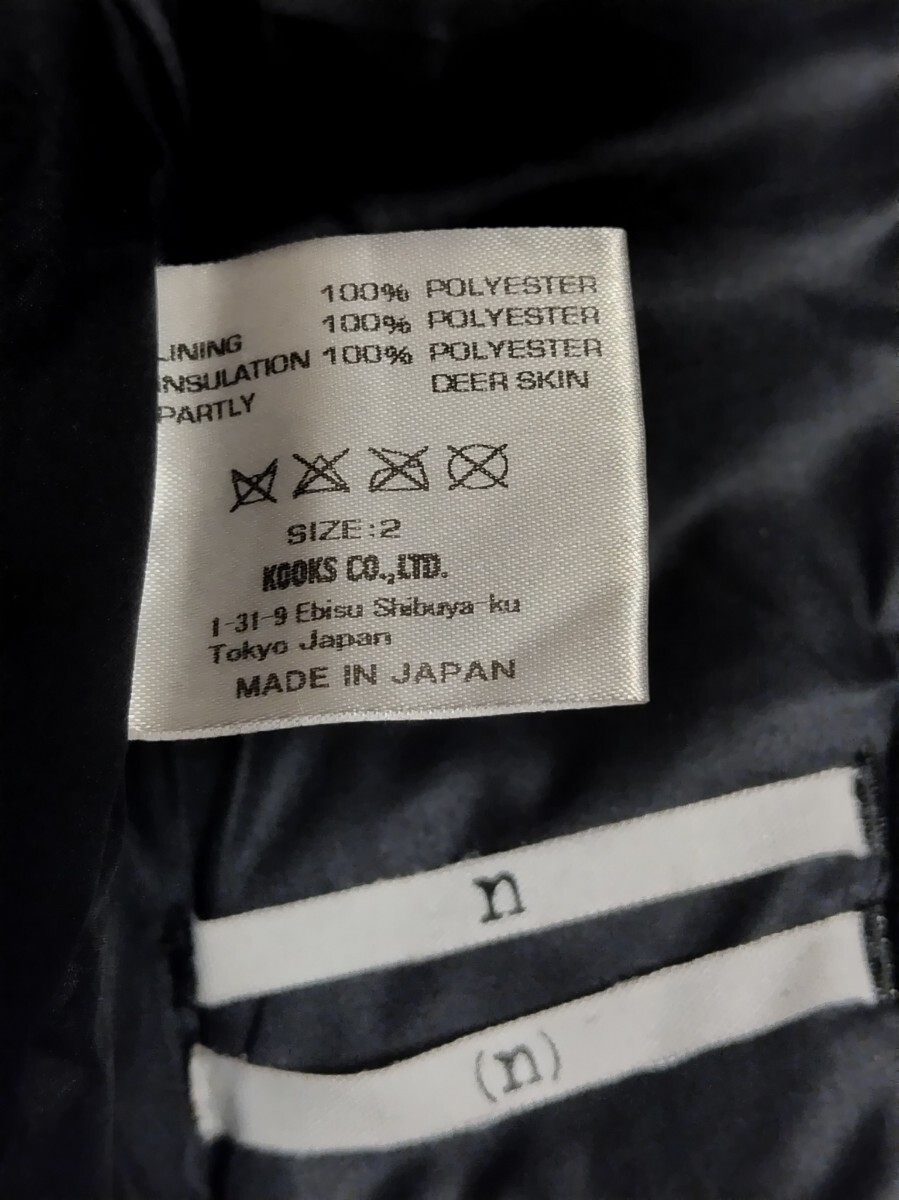 100% POLYESTER
LINING 100% POLYESTER
INSULATION 100% POLYESTER
PARTLY DEER SKIN
SIZE:2
KOOKS CO.,LTD.
1-31-9 Ebisu Shibuya-ku
Tokyo Japan
MADE IN JAPAN
n
(n)